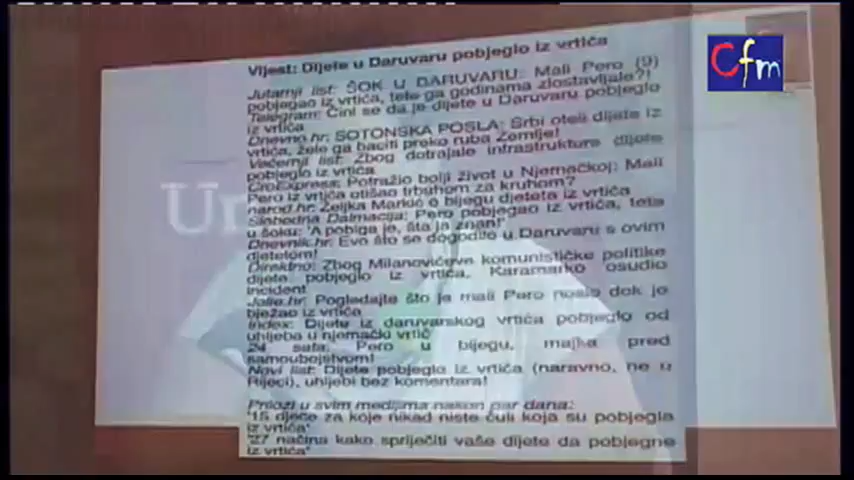 Cfm
Vijest: Dijete u Daruvaru pobjeglo iz vrtića
Jutarnji list: ŠOK U DARUVARU: Mali Pero (9)
pobjegao iz vrtića, tete ga godinama zlostavljale?!
Telegram: Čini se da je dijete u Daruvaru pobjeglo
iz vrtića
Dnevno.hr: SOTONSKA POSLA: Srbi oteli dijete iz
vrtića, žele ga baciti preko ruba Zemlje!
Večernji list: Zbog dotrajale infrastrukture dijete
pobjeglo iz vrtića
CroExpress: Potražio bolji život u Njemačkoj: Mali
Pero iz vrtića otišao trbuhom za kruhom?
narod.hr: Željka Markić o bijegu djeteta iz vrtića
Slobodna Dalmacija: Pero pobjegao iz vrtića, teta
u šoku: 'A pobiga je, šta ja znan!'
Dnevnik.hr: Evo što se dogodilo u Daruvaru s ovim
djetetom!
Direktno: Zbog Milanovićeve komunističke politike
dijete pobjeglo iz vrtića, Karamarko osudio
incident
Joile.hr: Pogledajte što je mali Pero nosio dok je
bježao iz vrtića
Index: Dijete iz daruvarskog vrtića pobjeglo od
uhljeba u njemački vrtić
24 sata: Pero u bijegu, majka pred
samoubojstvom!
Novi list: Dijete pobjeglo iz vrtića (naravno, ne u
Rijeci), uhljebi bez komentara!
Prilozi u svim medijima nakon par dana:
'15 djece za koje nikad niste čuli koja su pobjegla
iz vrtića'
'27 načina kako spriječiti vaše dijete da pobjegne
iz vrtića'